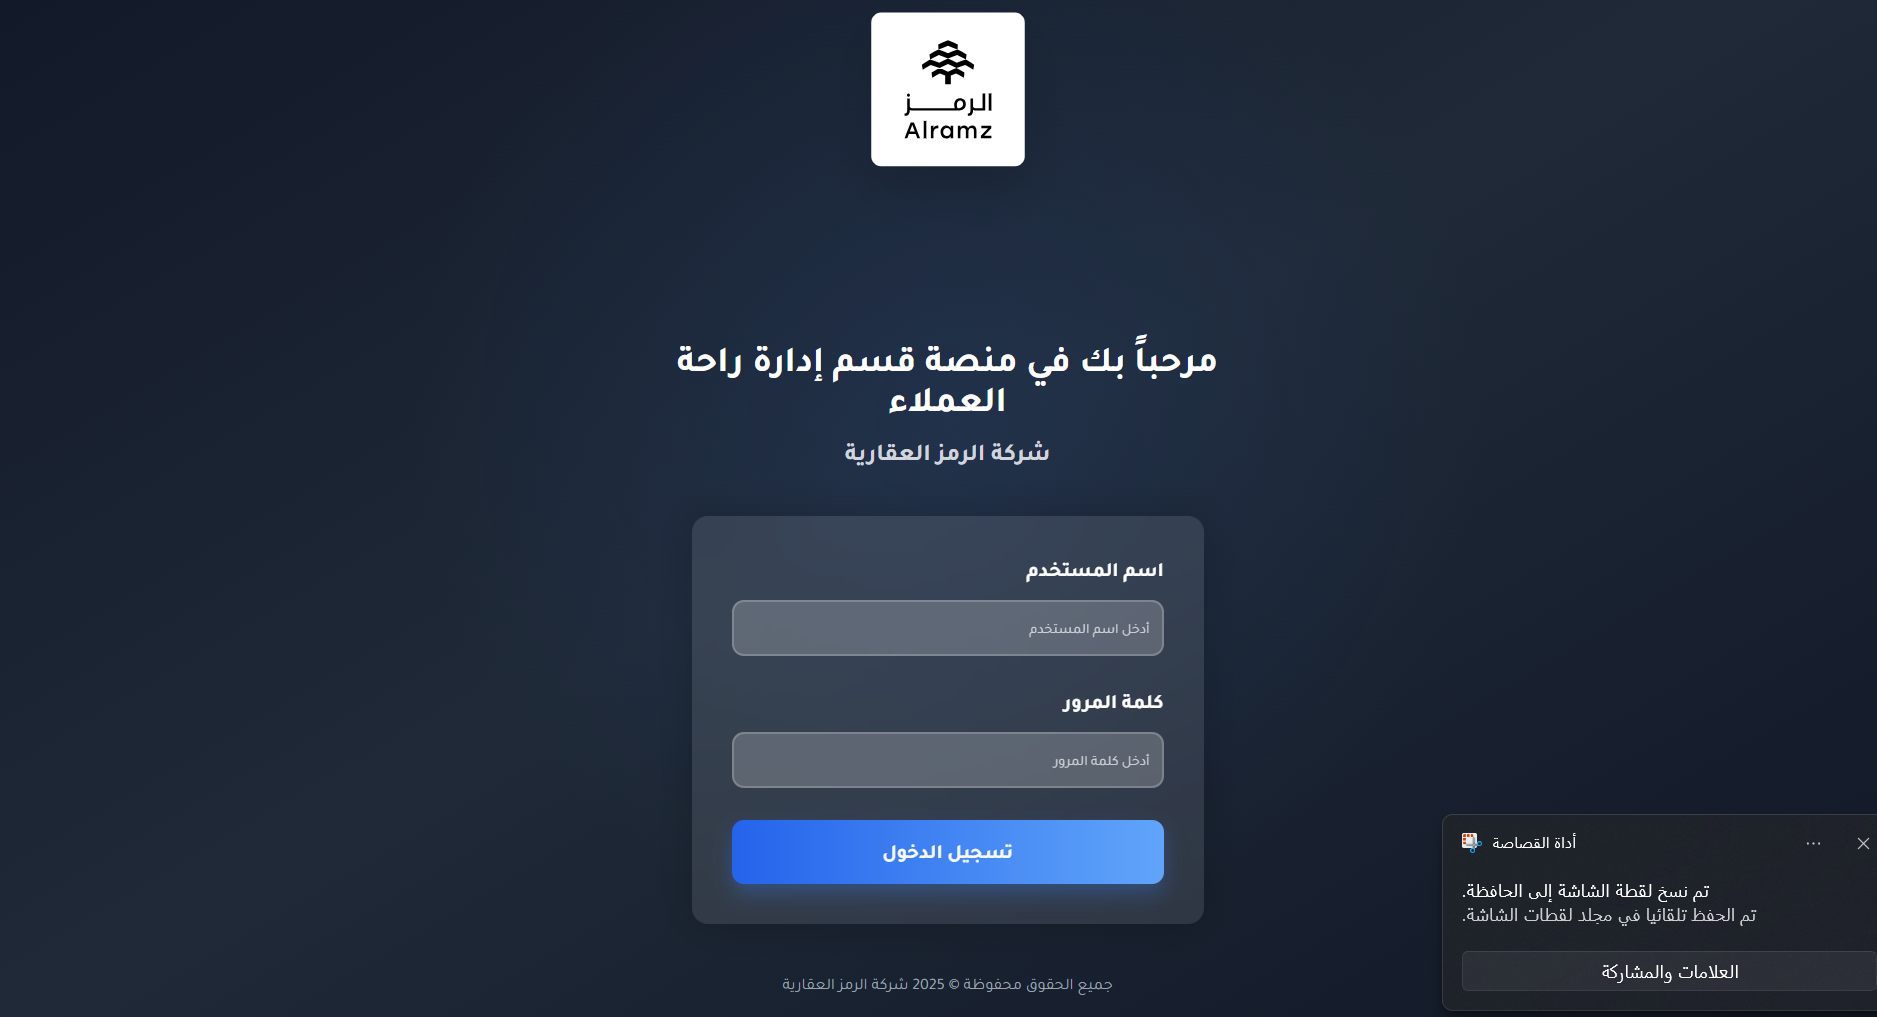 الرمز
Alramz
مرحباً بك في منصة قسم إدارة راحة
العملاء
شركة الرمز العقارية
اسم المستخدم
أدخل اسم المستخدم
كلمة المرور
أدخل كلمة المرور
تسجيل الدخول
جميع الحقوق محفوظة © 2025 شركة الرمز العقارية
أداة القصاصة
تم نسخ لقطة الشاشة إلى الحافظة.
تم الحفظ تلقائيا في مجلد لقطات الشاشة.
العلامات والمشاركة